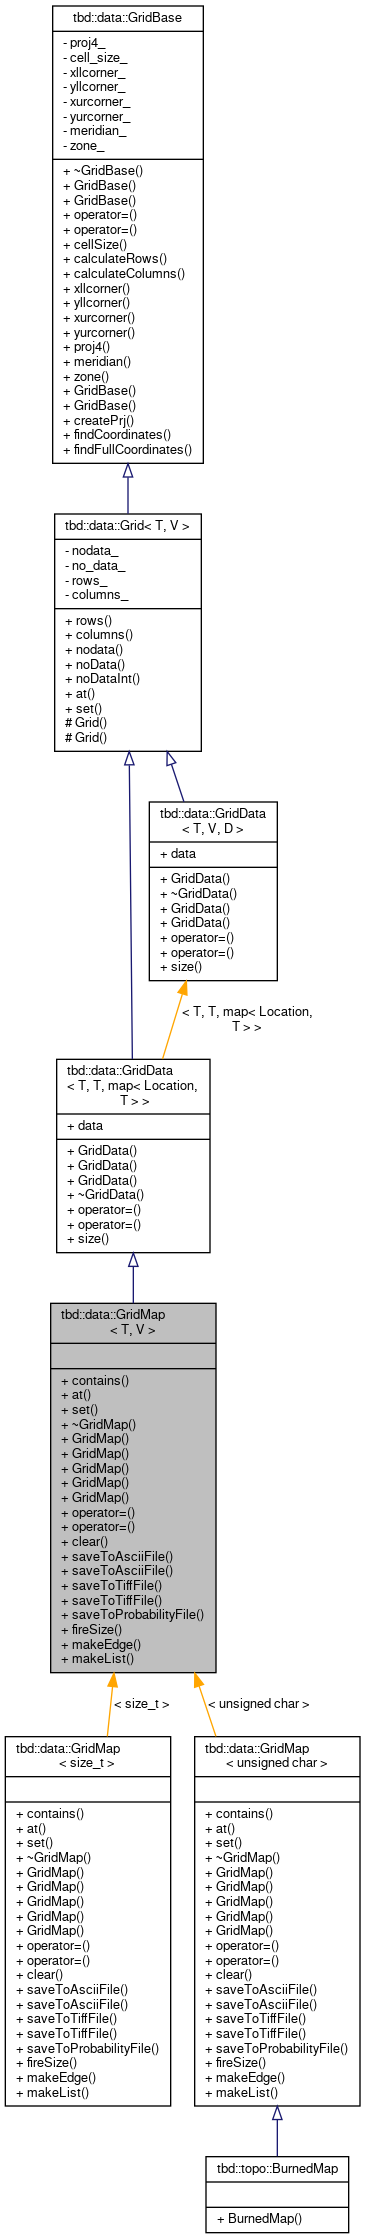 tbd::data::GridBase
- proj4_
- cell_size_
- xllcorner_
- yllcorner_
- xurcorner_
- yurcorner_
- meridian_
- zone_
+ ~GridBase()
+ GridBase()
+ GridBase()
+ operator=()
+ operator=()
+ cellSize()
+ calculateRows()
+ calculateColumns()
+ xllcorner()
+ yllcorner()
+ xurcorner()
+ yurcorner()
+ proj4()
+ meridian()
+ zone()
+ GridBase()
+ GridBase()
+ createPrj()
+ findCoordinates()
+ findFullCoordinates()
tbd::data::Grid< T, V >
- nodata_
- no_data_
- rows_
- columns_
+ rows()
+ columns()
+ nodata()
+ noData()
+ noDataInt()
+ at()
+ set()
# Grid()
# Grid()
tbd::data::GridData
< T, V, D >
+ data
+ GridData()
+ ~GridData()
+ GridData()
+ GridData()
+ operator=()
+ operator=()
+ size()
< T, T, map< Location,
T > >
tbd::data::GridData
< T, T, map< Location,
T > >
+ data
+ GridData()
+ GridData()
+ GridData()
+ ~GridData()
+ operator=()
+ operator=()
+ size()
tbd::data::GridMap
< T, V >
+ contains()
+ at()
+ set()
+ ~GridMap()
+ GridMap()
+ GridMap()
+ GridMap()
+ GridMap()
+ GridMap()
+ operator=()
+ operator=()
+ clear()
+ saveToAsciiFile()
+ saveToAsciiFile()
+ saveToTiffFile()
+ saveToTiffFile()
+ saveToProbabilityFile()
+ fireSize()
+ makeEdge()
+ makeList()
< size_t >
< unsigned char >
tbd::data::GridMap
< size_t >
+ contains()
+ at()
+ set()
+ ~GridMap()
+ GridMap()
+ GridMap()
+ GridMap()
+ GridMap()
+ GridMap()
+ operator=()
+ operator=()
+ clear()
+ saveToAsciiFile()
+ saveToAsciiFile()
+ saveToTiffFile()
+ saveToTiffFile()
+ saveToProbabilityFile()
+ fireSize()
+ makeEdge()
+ makeList()
tbd::data::GridMap
< unsigned char >
+ contains()
+ at()
+ set()
+ ~GridMap()
+ GridMap()
+ GridMap()
+ GridMap()
+ GridMap()
+ GridMap()
+ operator=()
+ operator=()
+ clear()
+ saveToAsciiFile()
+ saveToAsciiFile()
+ saveToTiffFile()
+ saveToTiffFile()
+ saveToProbabilityFile()
+ fireSize()
+ makeEdge()
+ makeList()
tbd::topo::BurnedMap
+ BurnedMap()